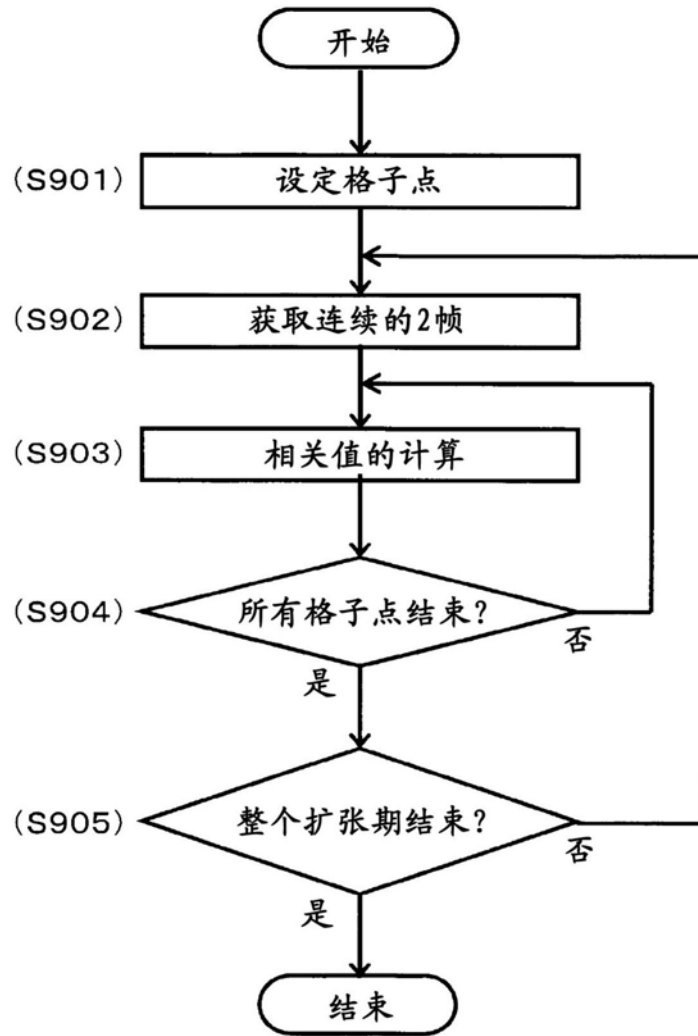 开始
(S901) 设定格子点
(S902) 获取连续的2帧
(S903) 相关值的计算
(S904) 所有格子点结束?
否
是
(S905) 整个扩张期结束?
否
是
结束